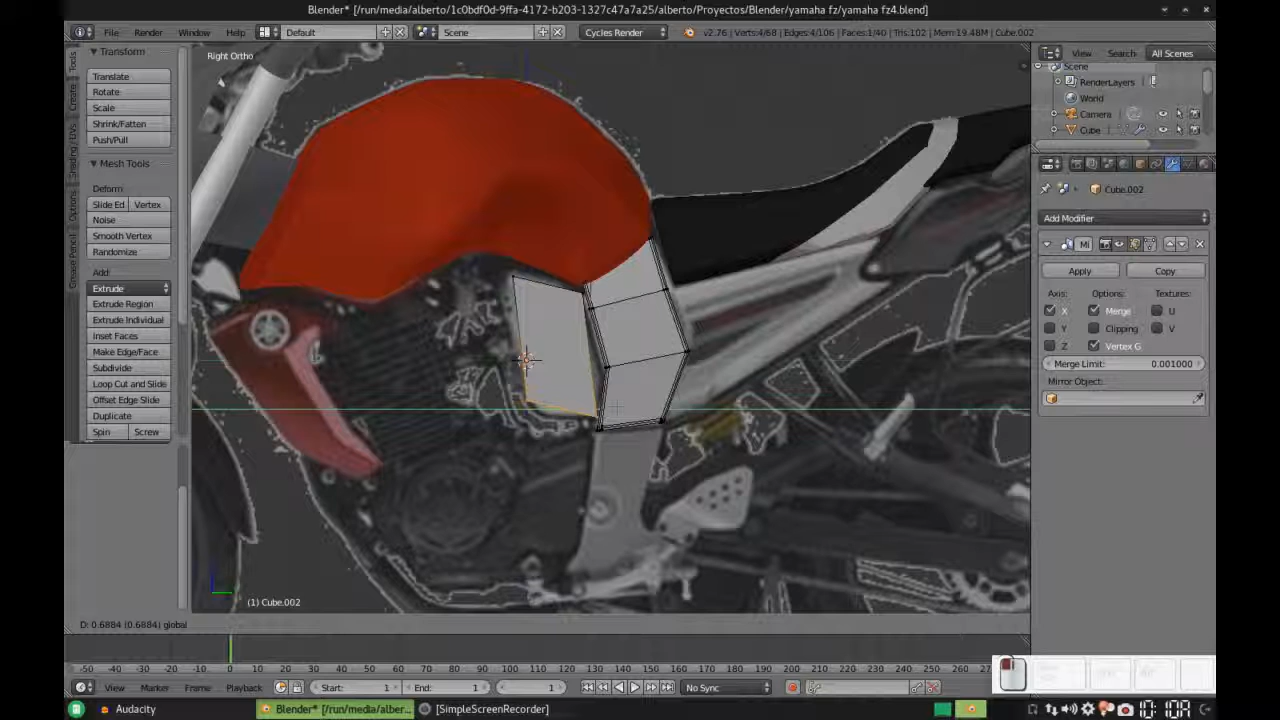 Blender* [/run/media/alberto/1c0bdf0d-9ffa-4172-b203-1327c47a7a25/alberto/Proyectos/Blender/yamaha fz/yamaha fz4.blend]
File Render Window Help Default Scene Cycles Render v2.76 | Verts:4/68 | Edges:4/106 | Faces:1/40 | Tris:102 | Mem:19.48M | Cube.002
Transform
Translate
Rotate
Scale
Shrink/Fatten
Push/Pull
Mesh Tools
Deform:
Slide Ed Vertex
Noise
Smooth Vertex
Randomize
Add:
Extrude
Extrude Region
Extrude Individual
Inset Faces
Make Edge/Face
Subdivide
Loop Cut and Slide
Offset Edge Slide
Duplicate
Spin Screw
Tools
Create
Shading / UVs
Options
Grease Pencil
Right Ortho
(1) Cube.002
View Search All Scenes
Scene
RenderLayers
World
Camera
Cube
Cube.002
Add Modifier
Mi
Apply Copy
Axis: Options: Textures:
X Merge U
Y Clipping V
Z Vertex G
Merge Limit: 0.001000
Mirror Object:
D: 0.6884 (0.6884) global
-50 -40 -30 -20 -10 0 10 20 30 40 50 60 70 80 90 100 110 120 130 140 150 160 170 180 190 200 210 220 230 240 250 260
View Marker Frame Playback Start: 1 End: 1 1 No Sync
Audacity Blender* [/run/media/alber... [SimpleScreenRecorder]